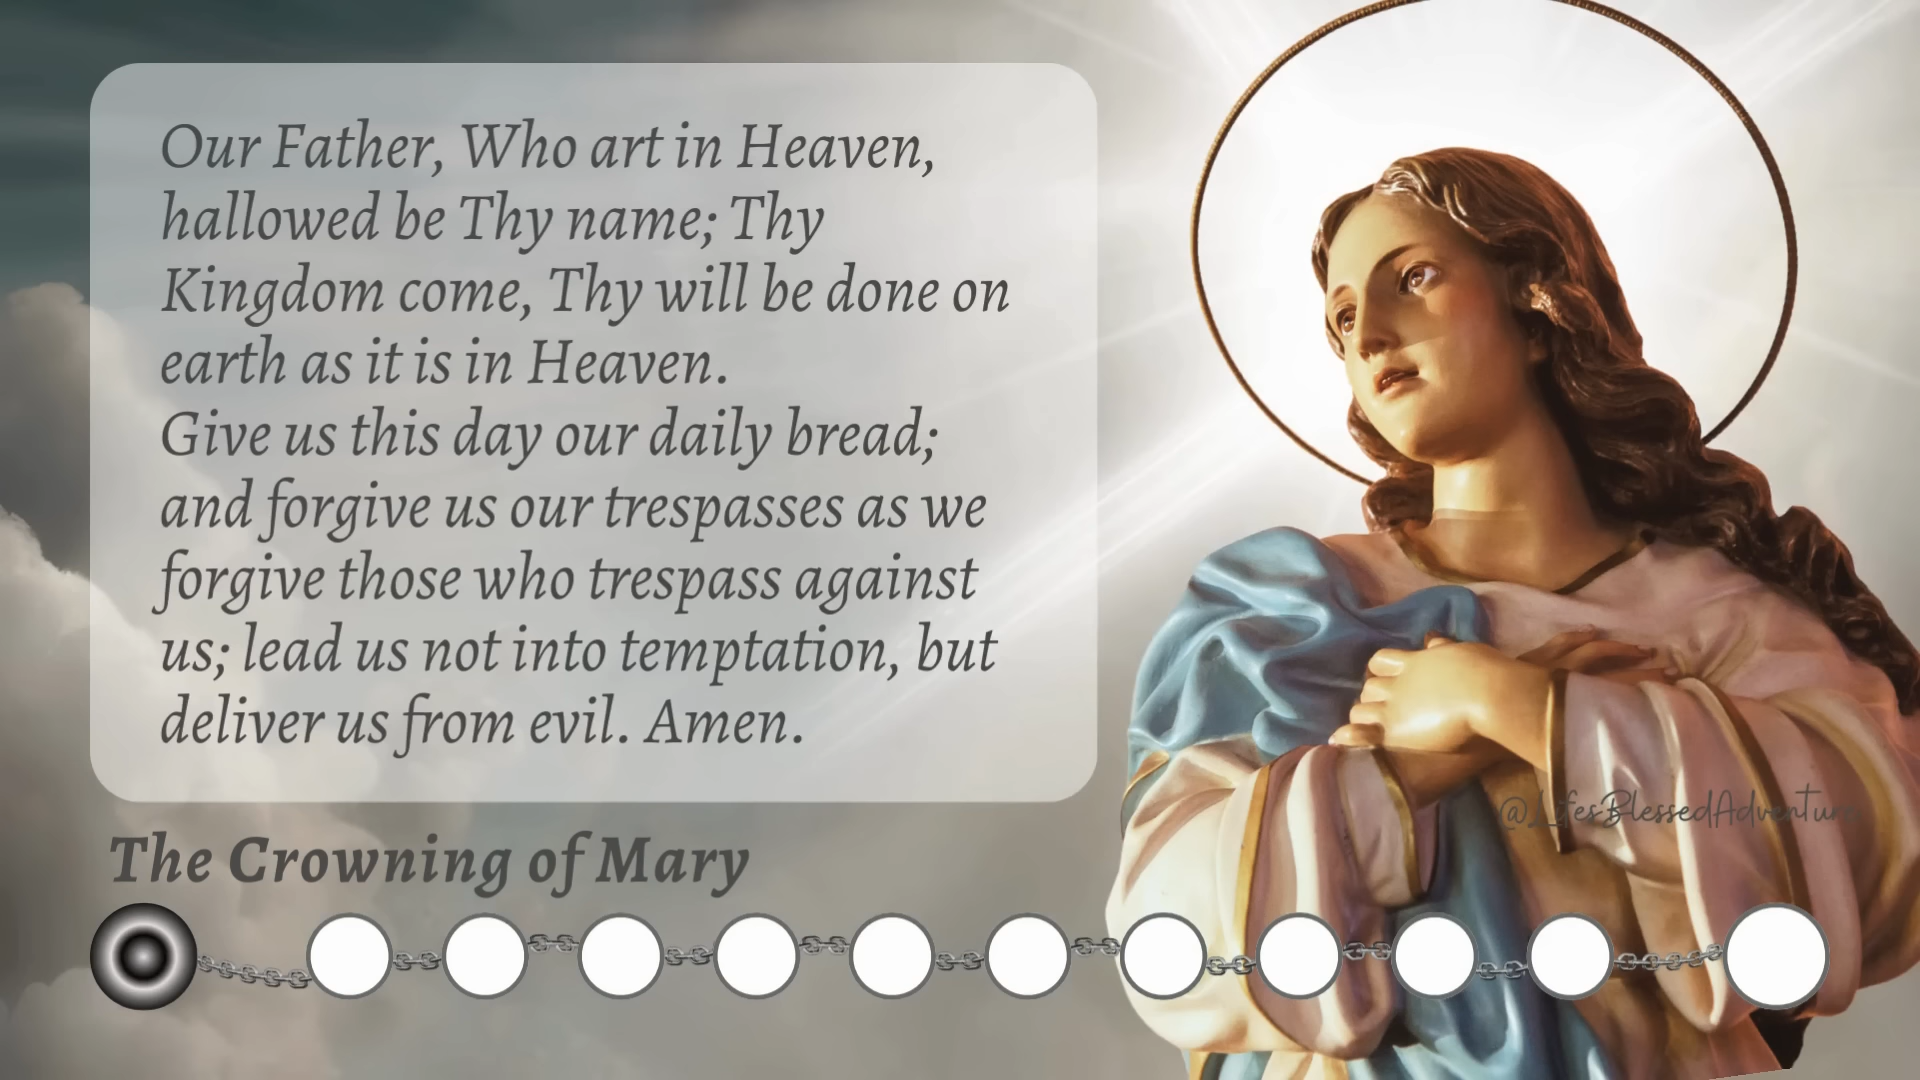 Our Father, Who art in Heaven,
hallowed be Thy name; Thy
Kingdom come, Thy will be done on
earth as it is in Heaven.
Give us this day our daily bread;
and forgive us our trespasses as we
forgive those who trespass against
us; lead us not into temptation, but
deliver us from evil. Amen.
@LifesBlessedAdventure
The Crowning of Mary